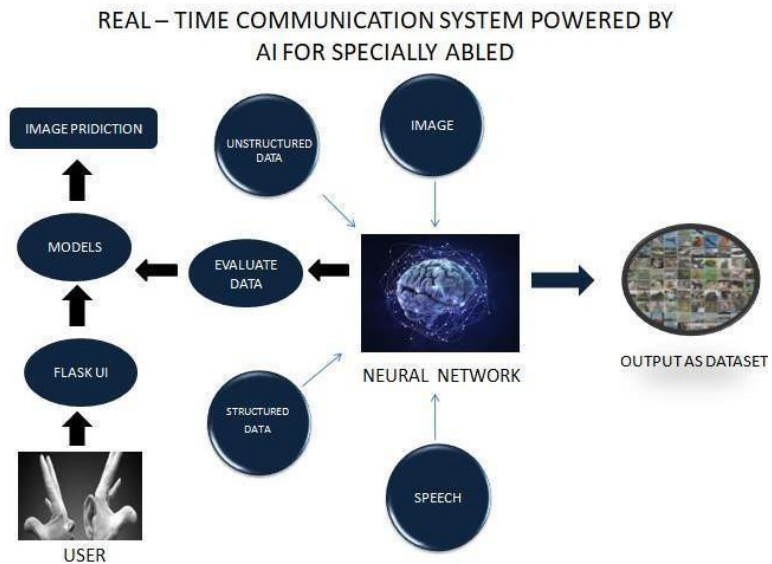 REAL – TIME COMMUNICATION SYSTEM POWERED BY
AI FOR SPECIALLY ABLED
IMAGE PRIDICTION
UNSTRUCTURED
DATA
IMAGE
MODELS
EVALUATE
DATA
FLASK UI
NEURAL NETWORK
OUTPUT AS DATASET
STRUCTURED
DATA
SPEECH
USER